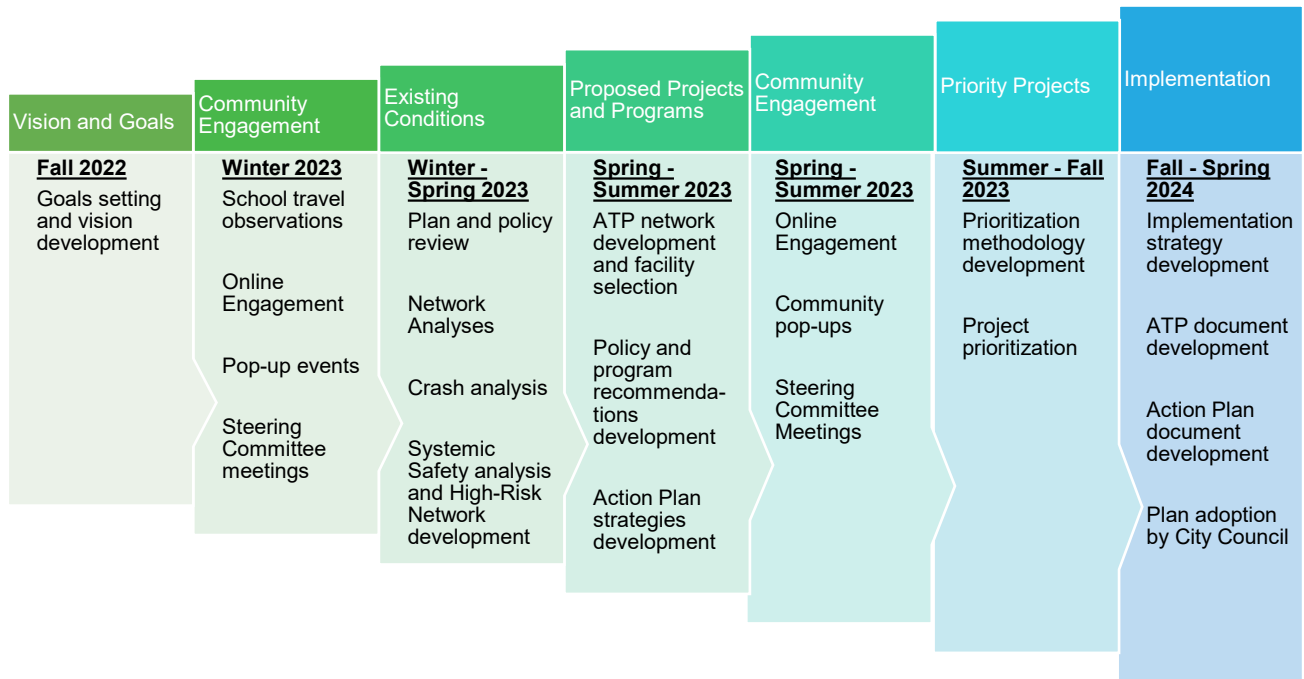 Vision and Goals
Fall 2022
Goals setting
and vision
development
Community
Engagement
Winter 2023
School travel
observations
Online
Engagement
Pop-up events
Steering
Committee
meetings
Existing
Conditions
Winter -
Spring 2023
Plan and policy
review
Network
Analyses
Crash analysis
Systemic
Safety analysis
and High-Risk
Network
development
Proposed Projects
and Programs
Spring -
Summer 2023
ATP network
development
and facility
selection
Policy and
program
recommenda-
tions
development
Action Plan
strategies
development
Community
Engagement
Spring -
Summer 2023
Online
Engagement
Community
pop-ups
Steering
Committee
Meetings
Priority Projects
Summer - Fall
2023
Prioritization
methodology
development
Project
prioritization
Implementation
Fall - Spring
2024
Implementation
strategy
development
ATP document
development
Action Plan
document
development
Plan adoption
by City Council